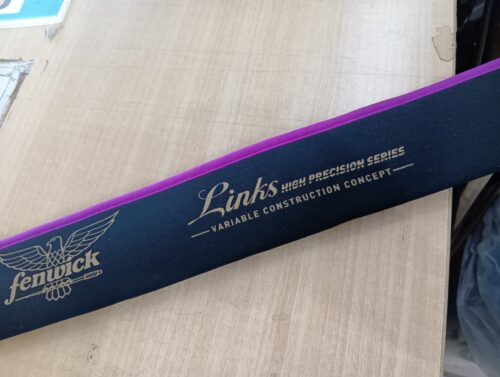 Links HIGH PRECISION SERIES
VARIABLE CONSTRUCTION CONCEPT
fenwick